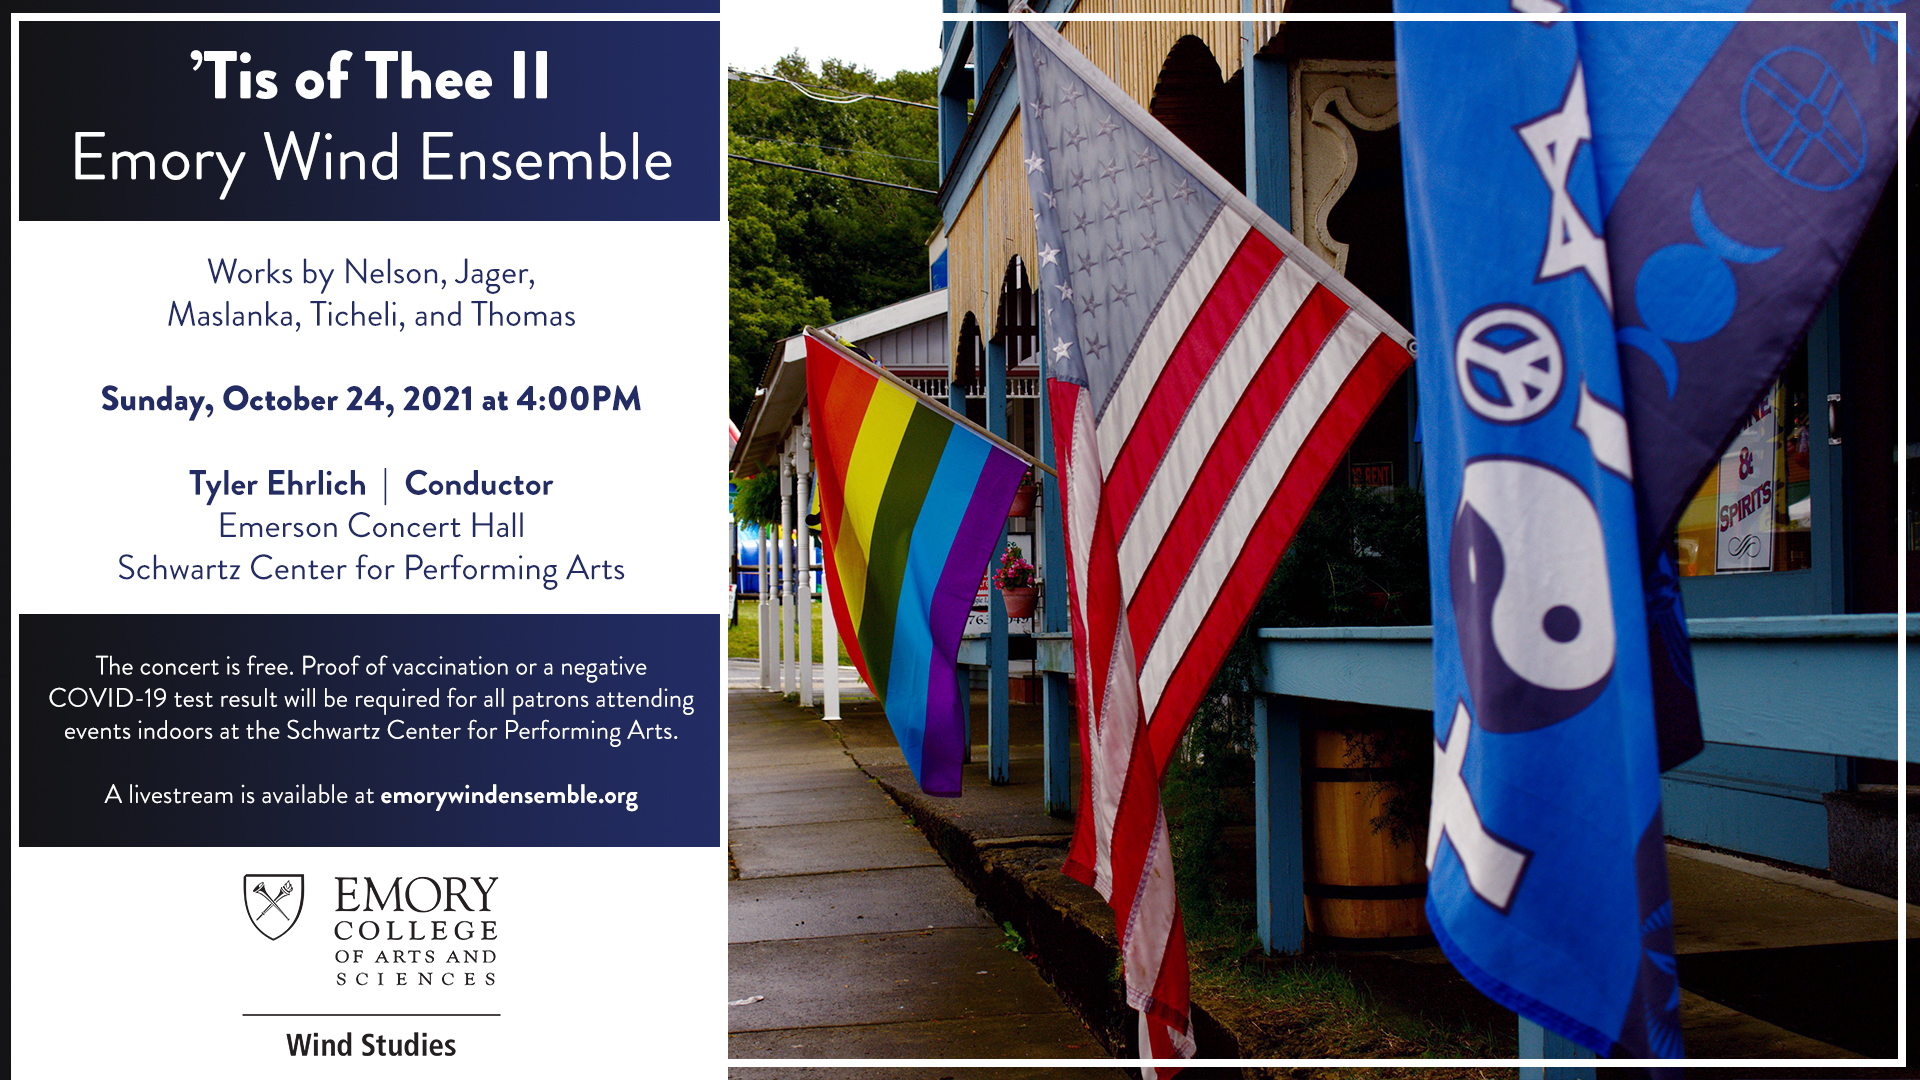 ’Tis of Thee II
Emory Wind Ensemble
Works by Nelson, Jager,
Maslanka, Ticheli, and Thomas
Sunday, October 24, 2021 at 4:00PM
Tyler Ehrlich | Conductor
Emerson Concert Hall
Schwartz Center for Performing Arts
The concert is free. Proof of vaccination or a negative
COVID-19 test result will be required for all patrons attending
events indoors at the Schwartz Center for Performing Arts.
A livestream is available at emorywindensemble.org
EMORY
COLLEGE
OF ARTS AND
SCIENCES
Wind Studies
&
SPIRITS